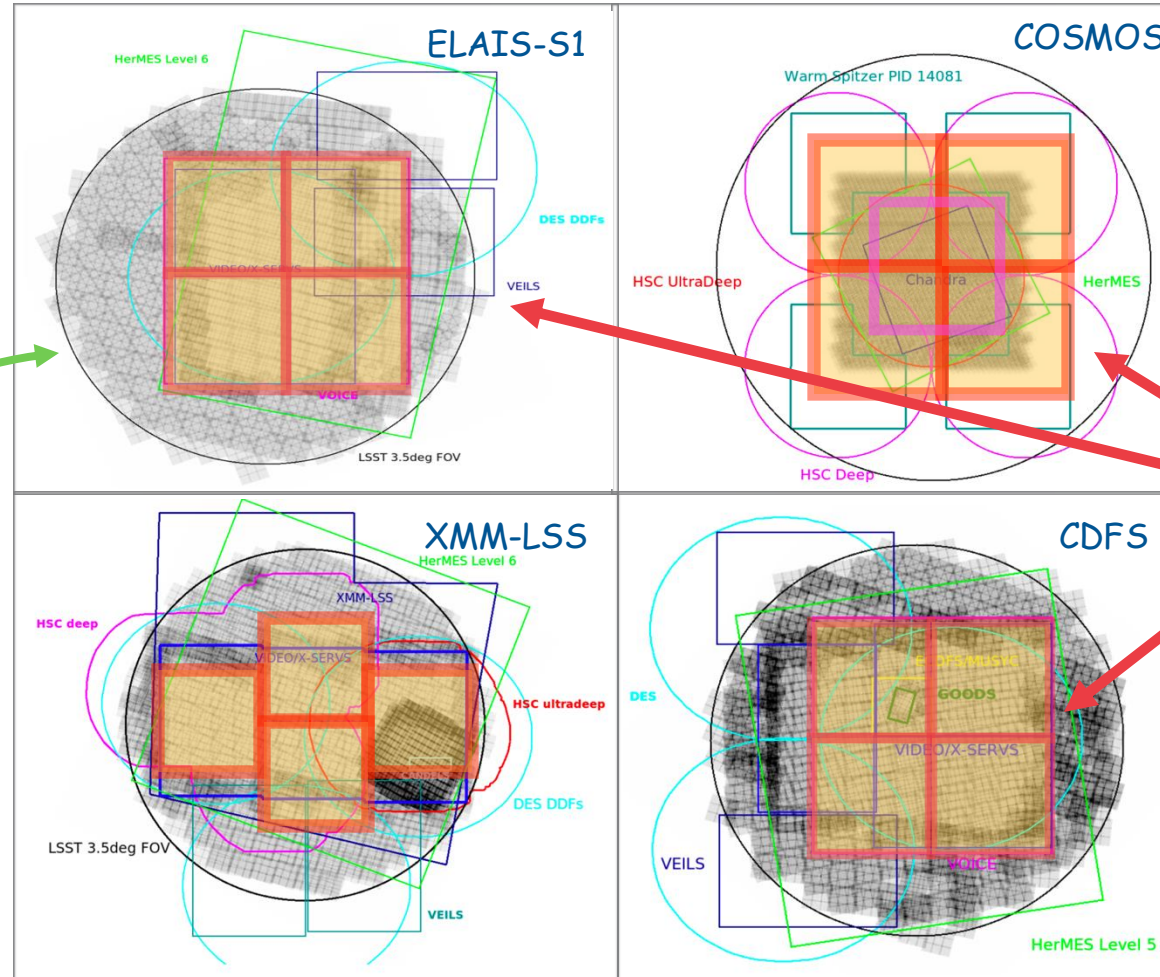 ELAIS-S1
HerMES Level 6
DES DDFs
VIDEO/X-SERVS
VEILS
VOICE
LSST 3.5deg FOV
COSMOS
Warm Spitzer PID 14081
HSC UltraDeep
Chandra
HerMES
HSC Deep
XMM-LSS
HerMES Level 6
XMM-LSS
HSC deep
VIDEO/X-SERVS
HSC ultradeep
DES DDFs
LSST 3.5deg FOV
VEILS
CDFS
DES
GOODS
VIDEO/X-SERVS
VEILS
VOICE
HerMES Level 5